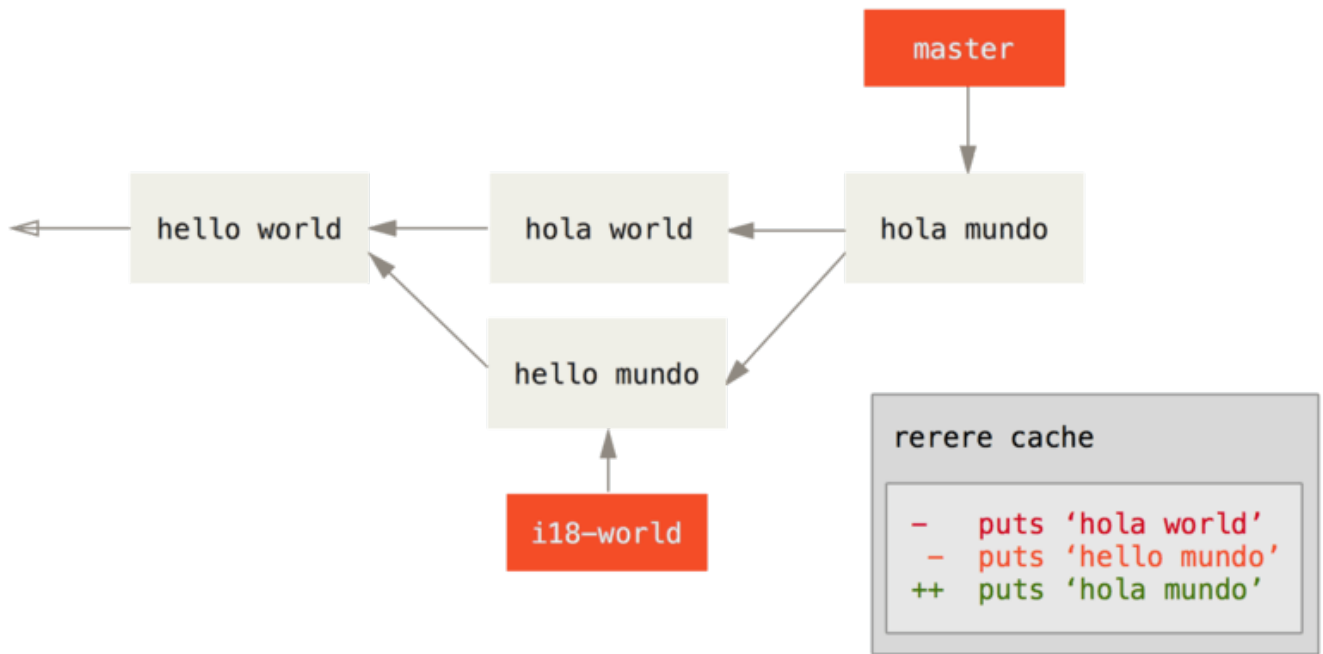 master
hello world
hola world
hola mundo
hello mundo
i18–world
rerere cache
– puts ‘hola world’
– puts ‘hello mundo’
++ puts ‘hola mundo’